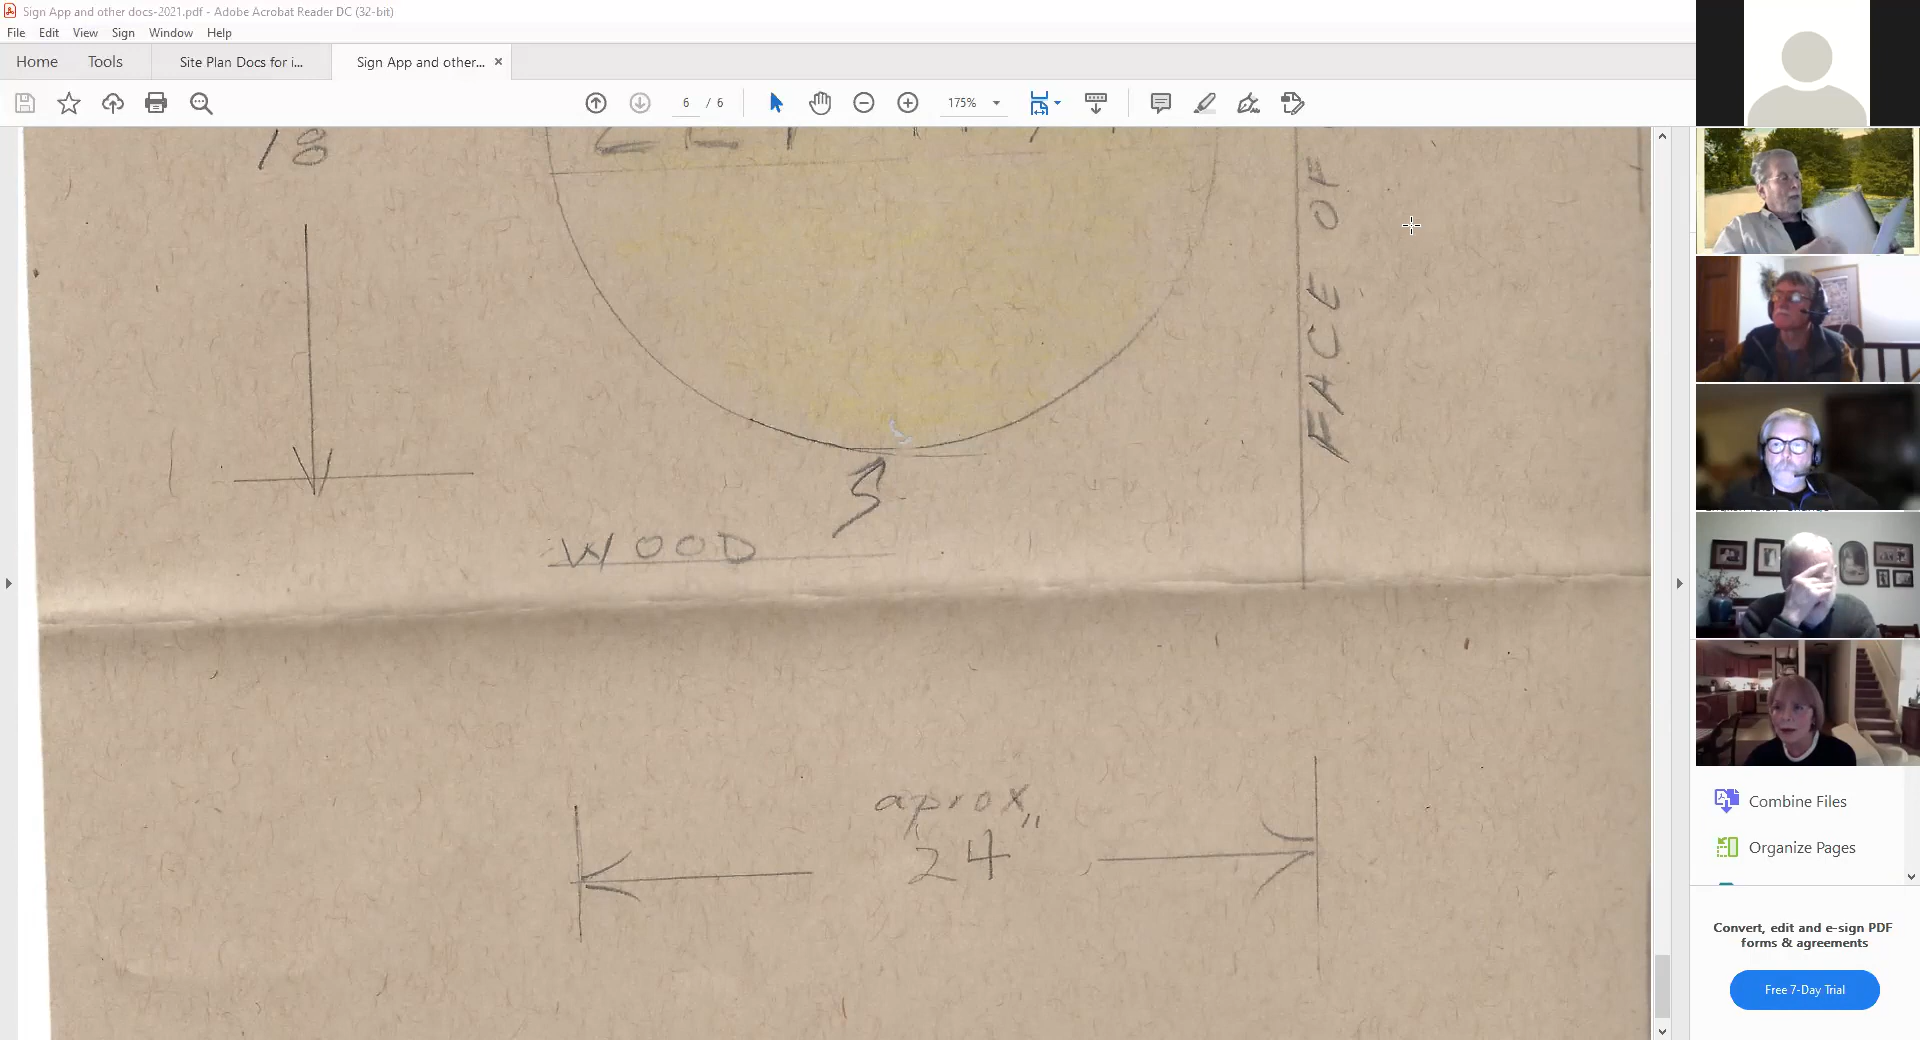 Sign App and other docs-2021.pdf - Adobe Acrobat Reader DC (32-bit)
File Edit View Sign Window Help
Home Tools Site Plan Docs for i... Sign App and other... ×
6 / 6 175%
18
FACE OF
WOOD
aprox
24"
Combine Files
Organize Pages
Convert, edit and e-sign PDF
forms & agreements
Free 7-Day Trial